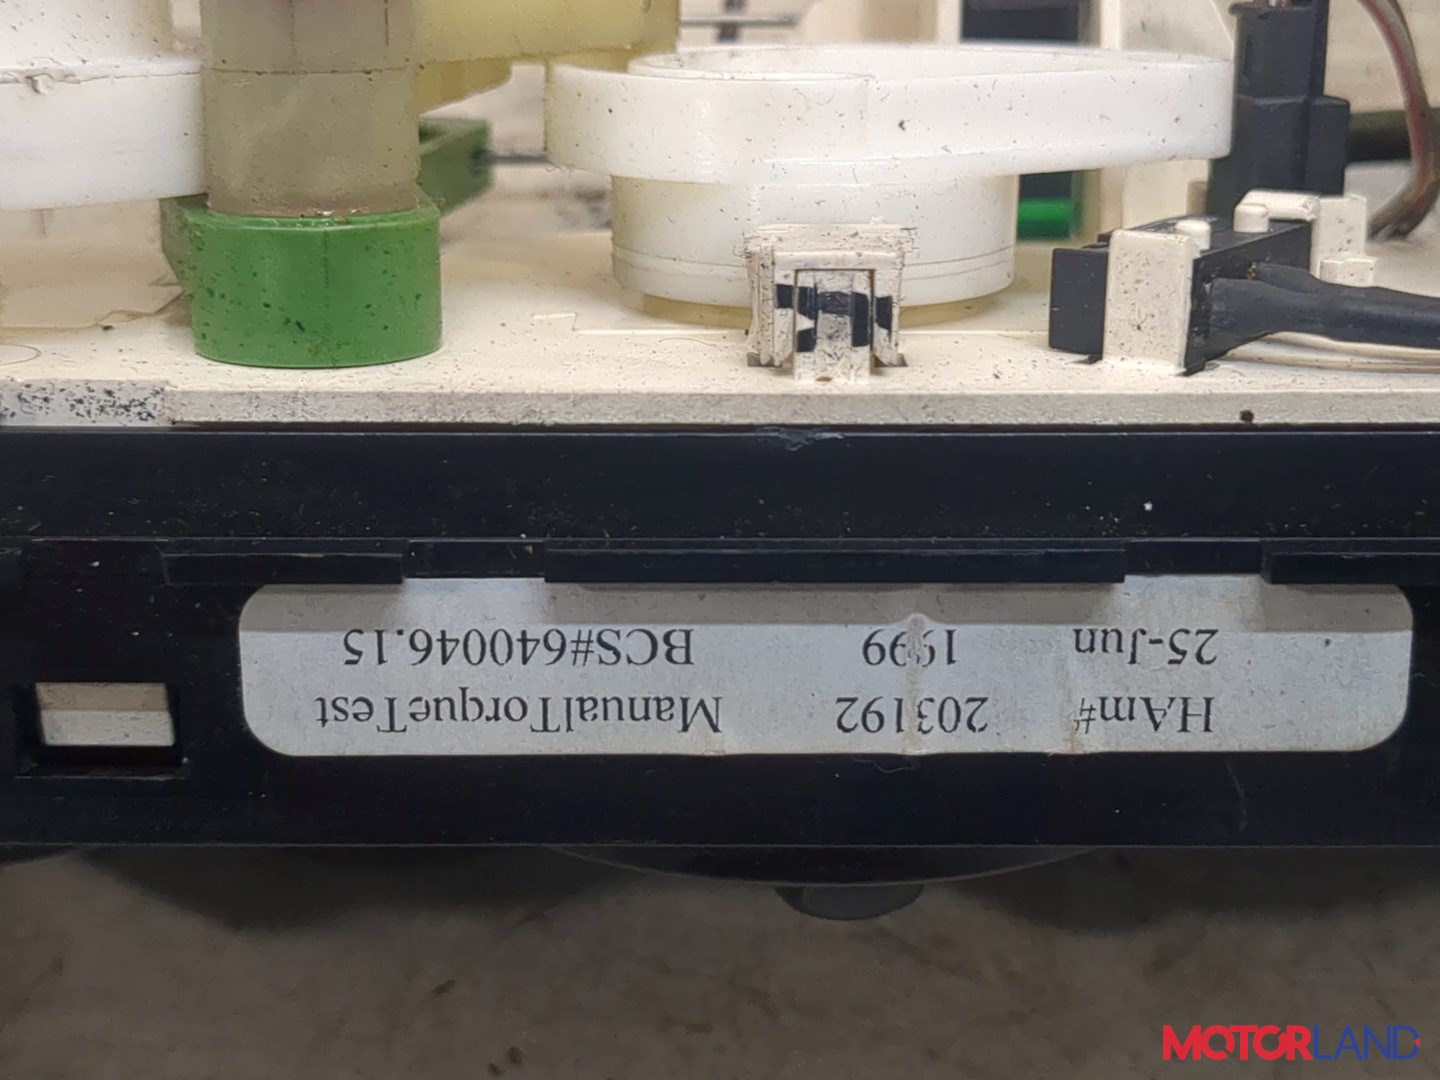 HAm# 203192 ManualTorqueTest
25-Jun 1999 BCS#640046.15
MOTORLAND